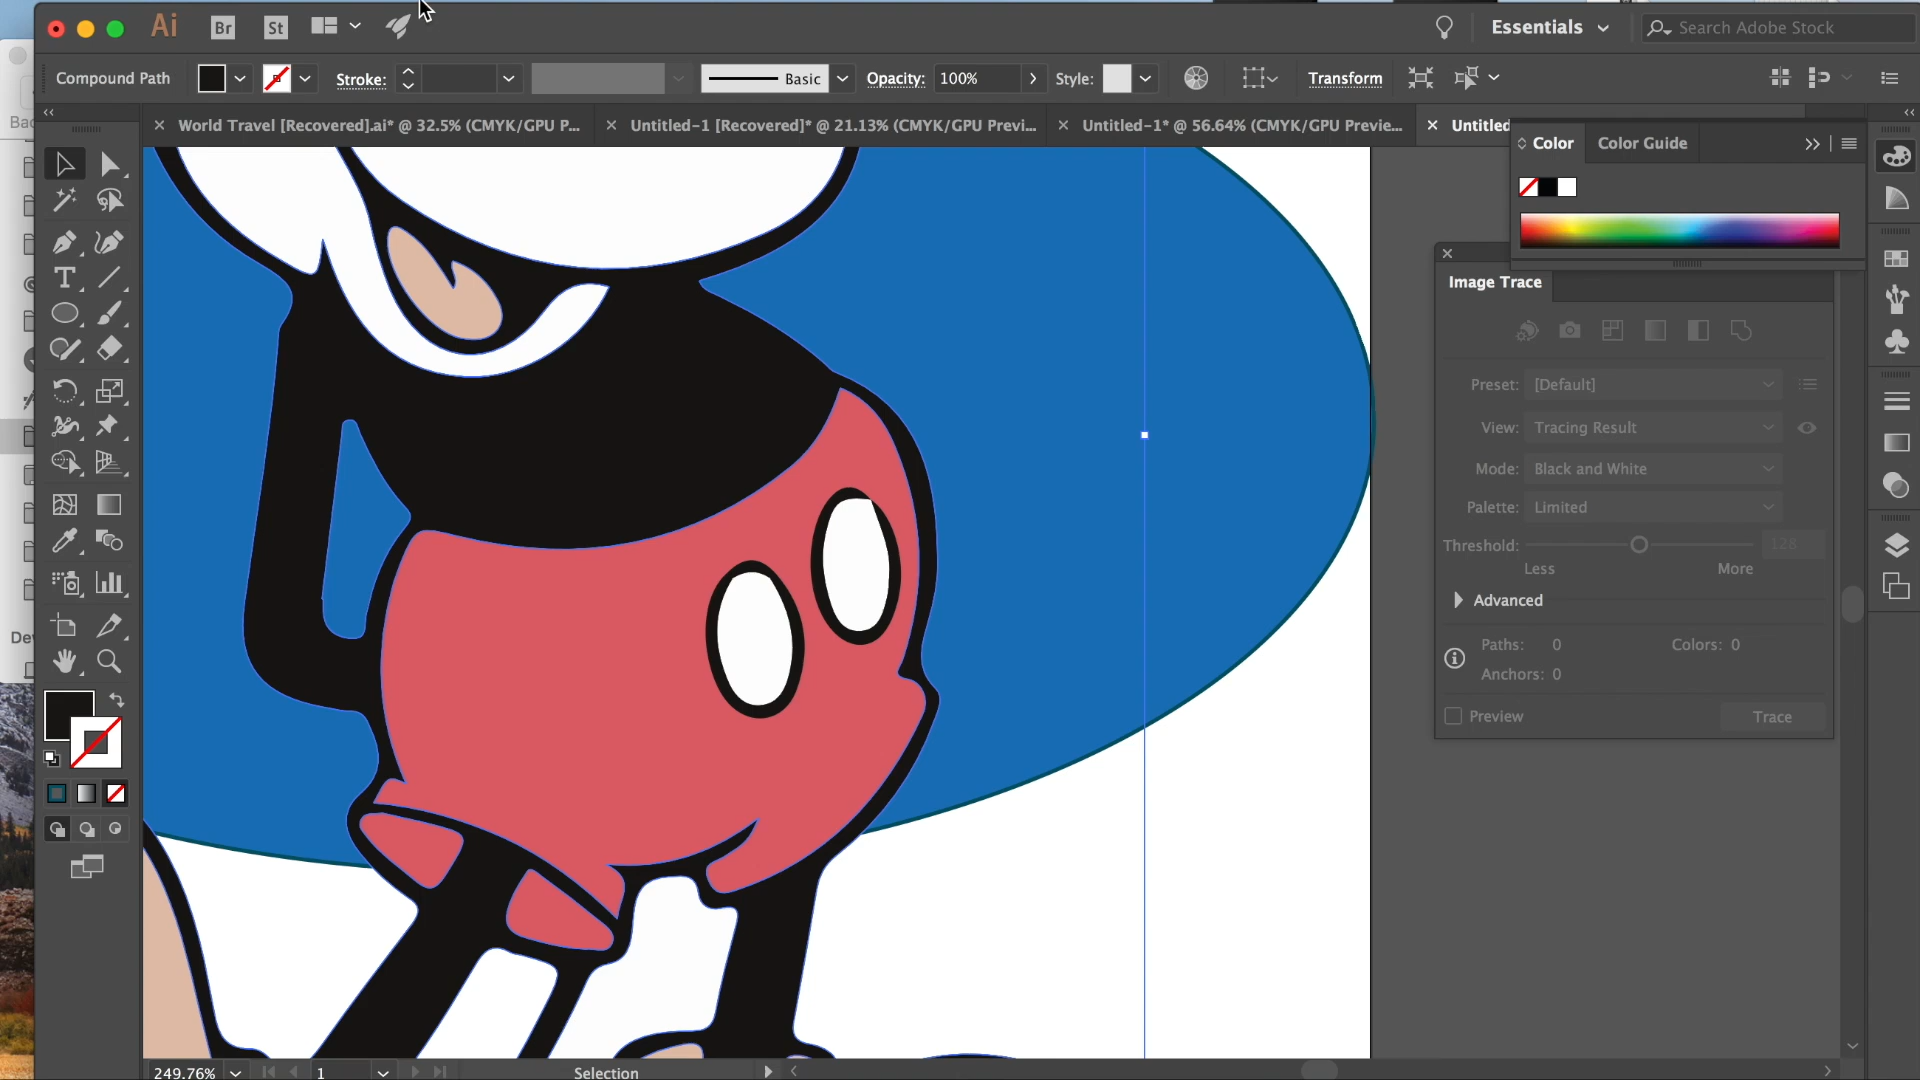 Ai Br St Essentials Search Adobe Stock
Compound Path Stroke: Basic Opacity: 100% Style: Transform
World Travel [Recovered].ai* @ 32.5% (CMYK/GPU P... Untitled-1 [Recovered]* @ 21.13% (CMYK/GPU Previ... Untitled-1* @ 56.64% (CMYK/GPU Previe... Untitled
Color Color Guide
Image Trace
Preset: [Default]
View: Tracing Result
Mode: Black and White
Palette: Limited
Threshold: 128
Less More
Advanced
Paths: 0 Colors: 0
Anchors: 0
Preview Trace
249.76% 1 Selection